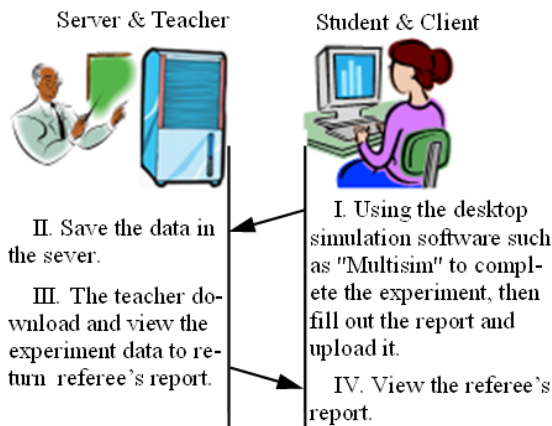 Server & Teacher
Student & Client
I. Using the desktop
simulation software such
as "Multisim" to compl-
ete the experiment, then
fill out the report and
upload it.
II. Save the data in
the sever.
III. The teacher do-
wnload and view the
experiment data to re-
turn referee's report.
IV. View the referee's
report.